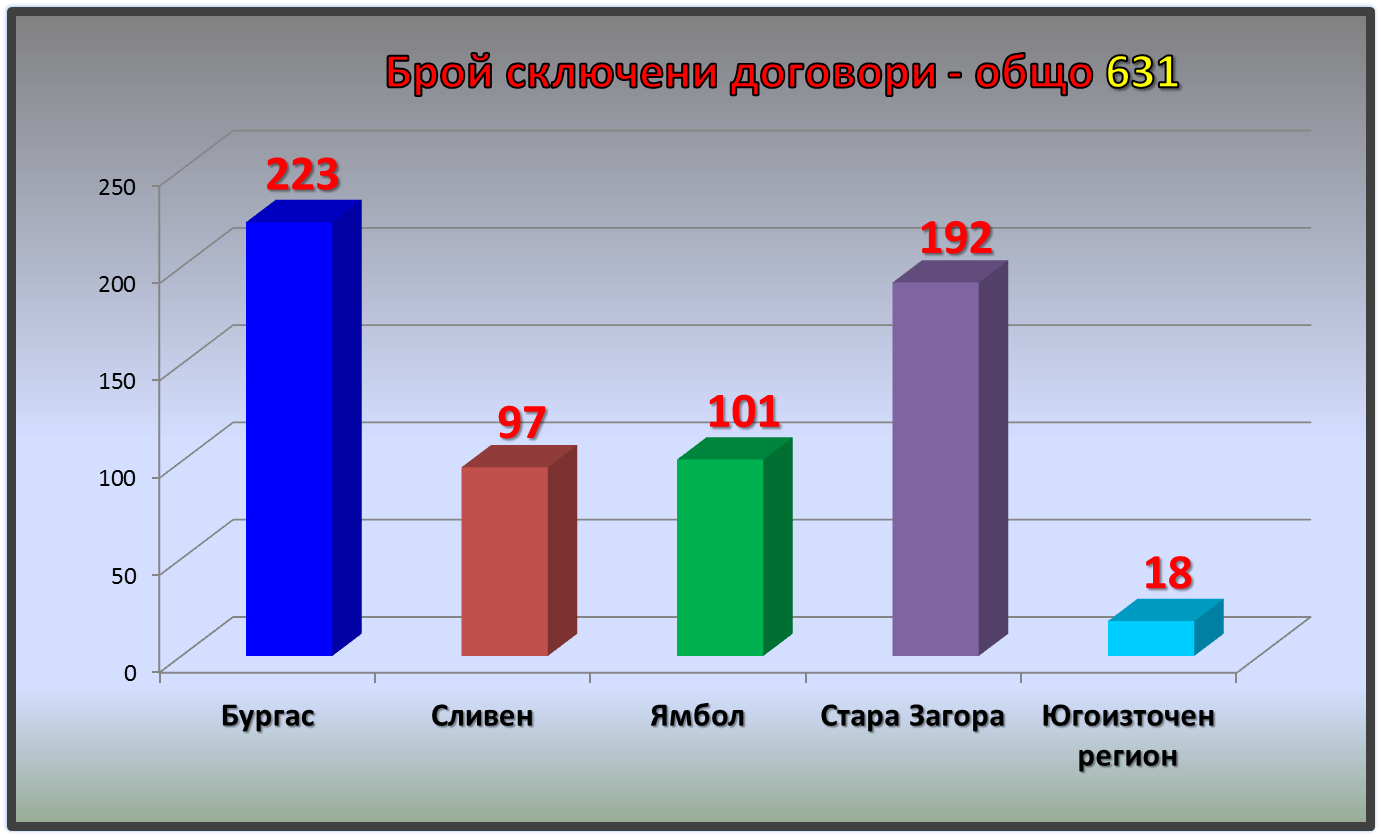 Брой сключени договори - общо 631
250
200
150
100
50
0
223
97
101
192
18
Бургас
Сливен
Ямбол
Стара Загора
Югоизточен
регион